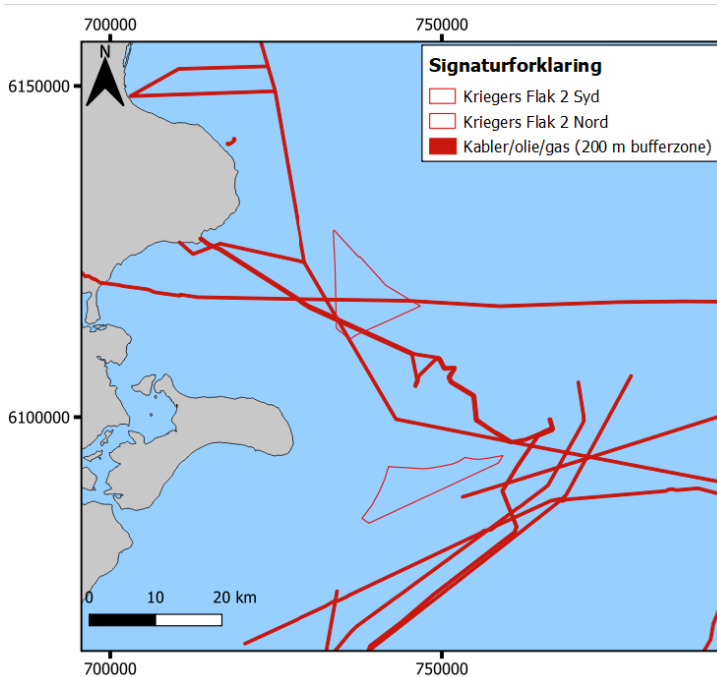 700000 750000
N
6150000
Signaturforklaring
Kriegers Flak 2 Syd
Kriegers Flak 2 Nord
Kabler/olie/gas (200 m bufferzone)
6100000
0 10 20 km
700000 750000